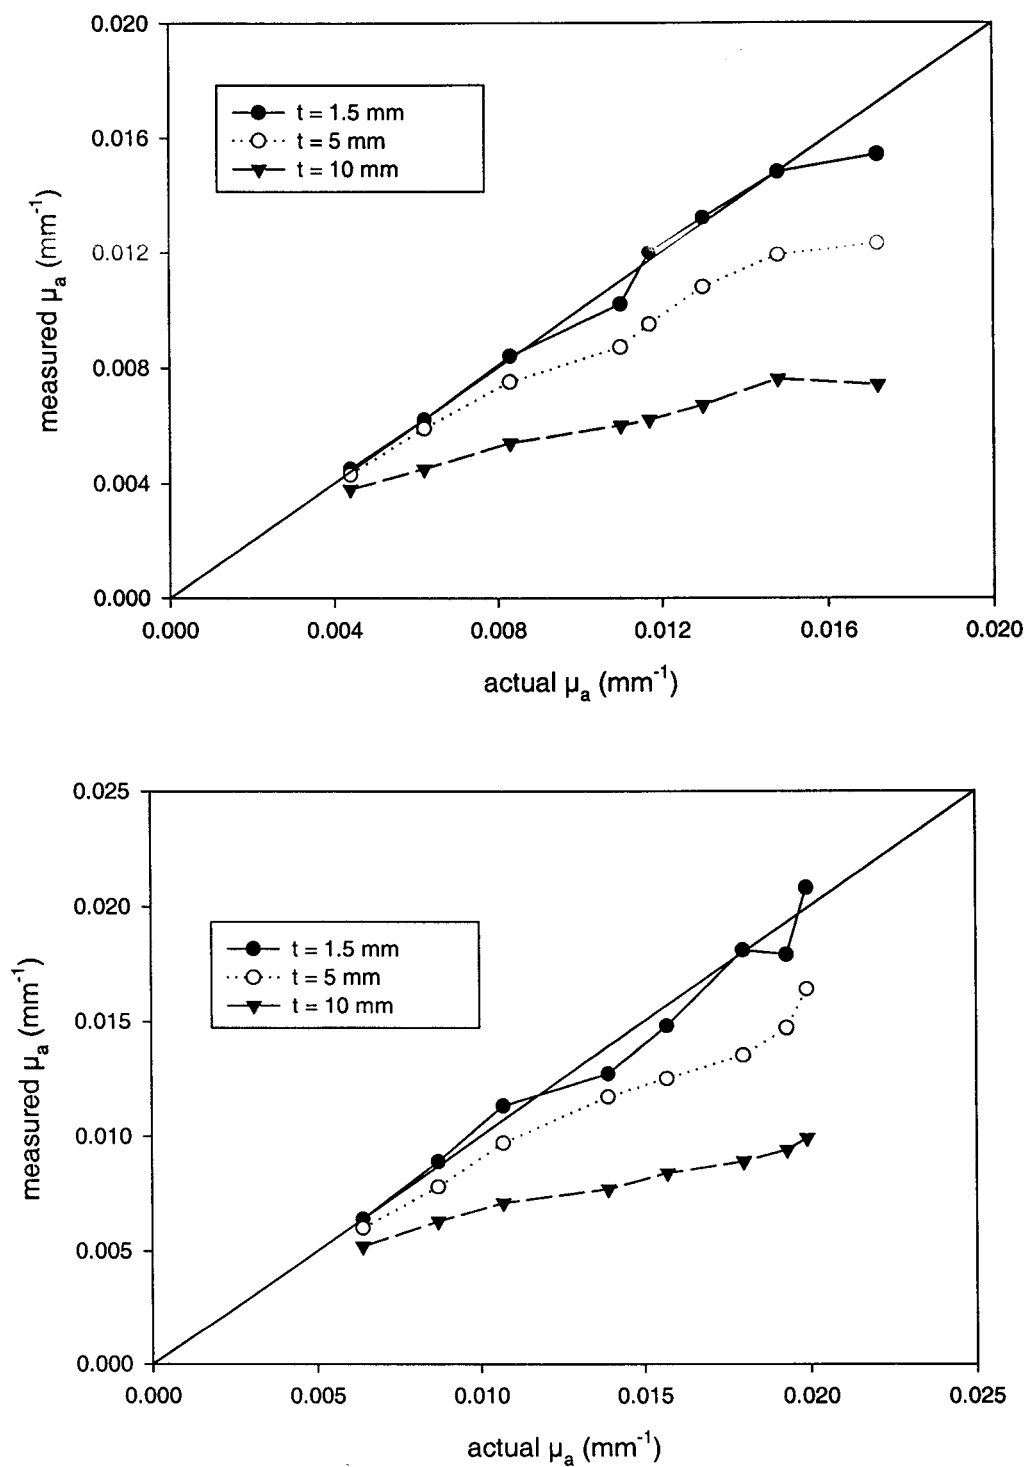 0.020
0.016
0.012
0.008
0.004
0.000
measured μa (mm-1)
t = 1.5 mm
t = 5 mm
t = 10 mm
0.000 0.004 0.008 0.012 0.016 0.020
actual μa (mm-1)
0.025
0.020
0.015
0.010
0.005
0.000
measured μa (mm-1)
t = 1.5 mm
t = 5 mm
t = 10 mm
0.000 0.005 0.010 0.015 0.020 0.025
actual μa (mm-1)